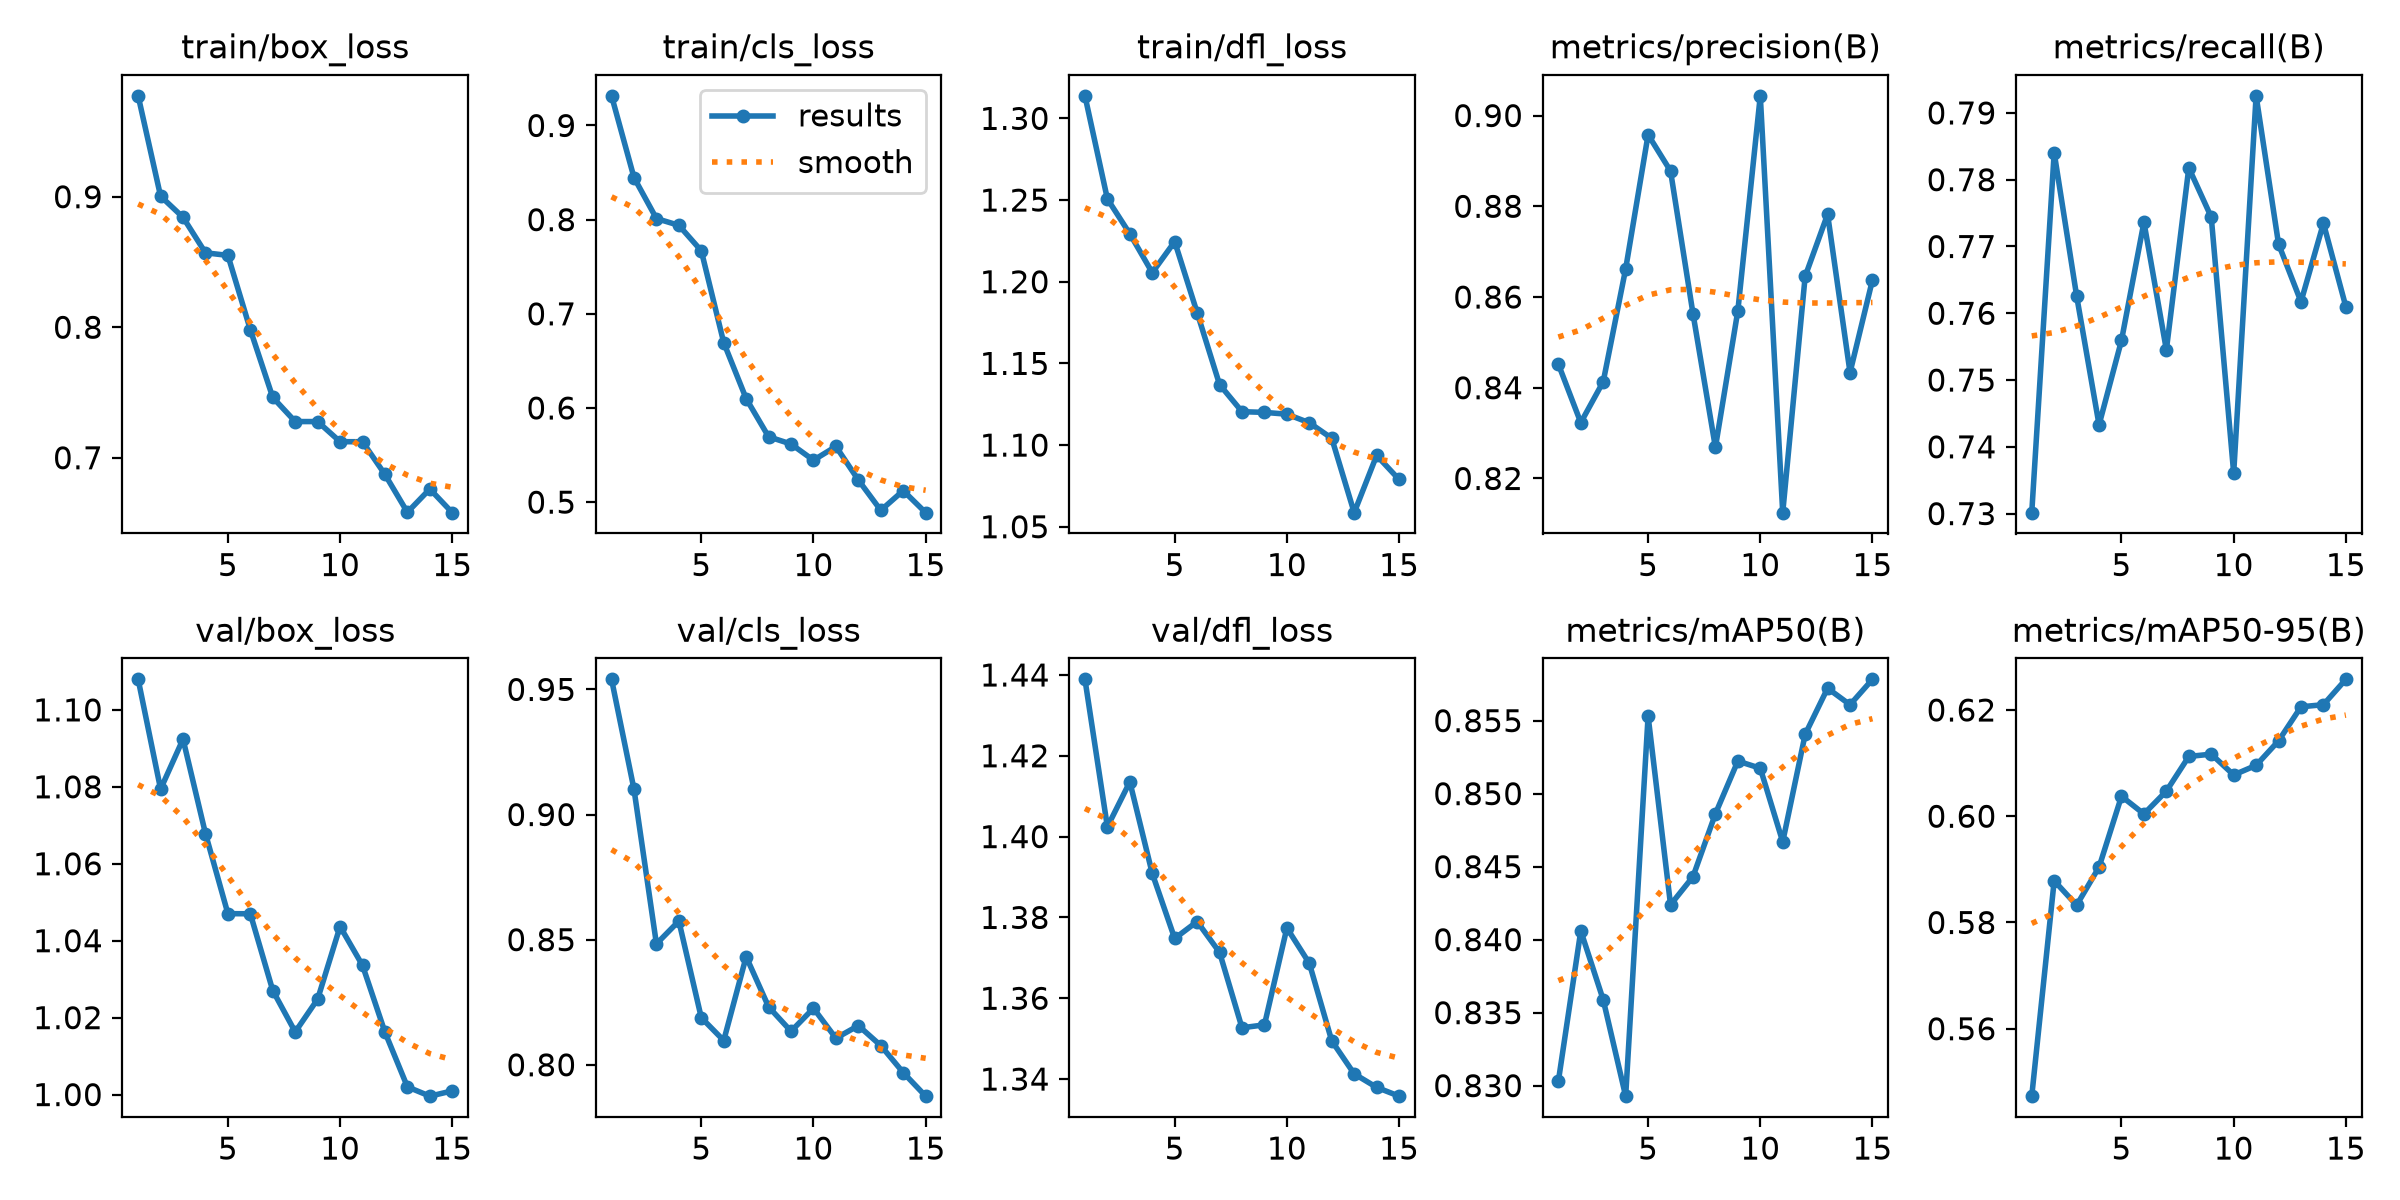 train/box_loss
0.9
0.8
0.7
5 10 15
train/cls_loss
results
smooth
0.9
0.8
0.7
0.6
0.5
5 10 15
train/dfl_loss
1.30
1.25
1.20
1.15
1.10
1.05
5 10 15
metrics/precision(B)
0.90
0.88
0.86
0.84
0.82
5 10 15
metrics/recall(B)
0.79
0.78
0.77
0.76
0.75
0.74
0.73
5 10 15
val/box_loss
1.10
1.08
1.06
1.04
1.02
1.00
5 10 15
val/cls_loss
0.95
0.90
0.85
0.80
5 10 15
val/dfl_loss
1.44
1.42
1.40
1.38
1.36
1.34
5 10 15
metrics/mAP50(B)
0.855
0.850
0.845
0.840
0.835
0.830
5 10 15
metrics/mAP50-95(B)
0.62
0.60
0.58
0.56
5 10 15